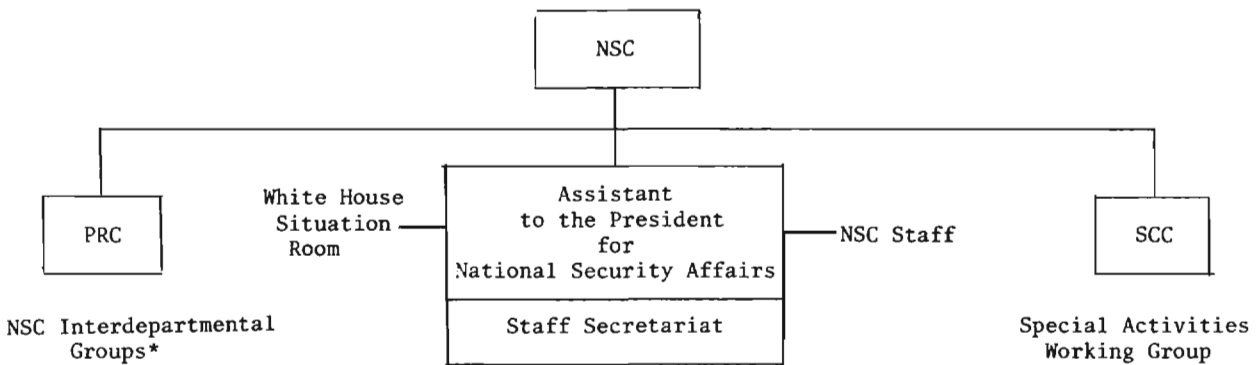 NSC
PRC
White House
Situation
Room
Assistant
to the President
for
National Security Affairs
NSC Staff
SCC
Staff Secretariat
NSC Interdepartmental
Groups*
Special Activities
Working Group